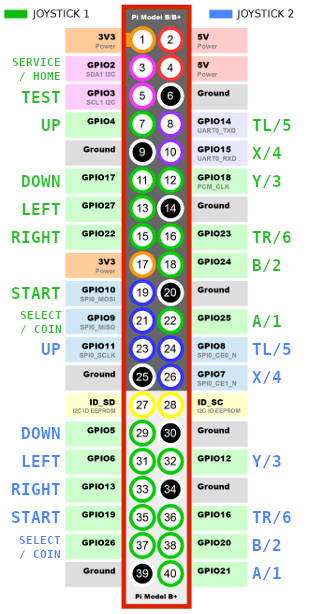 JOYSTICK 1
JOYSTICK 2
Pi Model B/B+
3V3 Power 1 2 5V Power
SERVICE / HOME GPIO2 SDA1 I2C 3 4 5V Power
TEST GPIO3 SCL1 I2C 5 6 Ground
UP GPIO4 7 8 GPIO14 UART0_TXD TL/5
Ground 9 10 GPIO15 UART0_RXD X/4
DOWN GPIO17 11 12 GPIO18 PCM_CLK Y/3
LEFT GPIO27 13 14 Ground
RIGHT GPIO22 15 16 GPIO23 TR/6
3V3 Power 17 18 GPIO24 B/2
START GPIO10 SPI0_MOSI 19 20 Ground
SELECT / COIN GPIO9 SPI0_MISO 21 22 GPIO25 A/1
UP GPIO11 SPI0_SCLK 23 24 GPIO8 SPI0_CE0_N TL/5
Ground 25 26 GPIO7 SPI0_CE1_N X/4
ID_SD I2C ID EEPROM 27 28 ID_SC I2C ID EEPROM
DOWN GPIO5 29 30 Ground
LEFT GPIO6 31 32 GPIO12 Y/3
RIGHT GPIO13 33 34 Ground
START GPIO19 35 36 GPIO16 TR/6
SELECT / COIN GPIO26 37 38 GPIO20 B/2
Ground 39 40 GPIO21 A/1
Pi Model B+